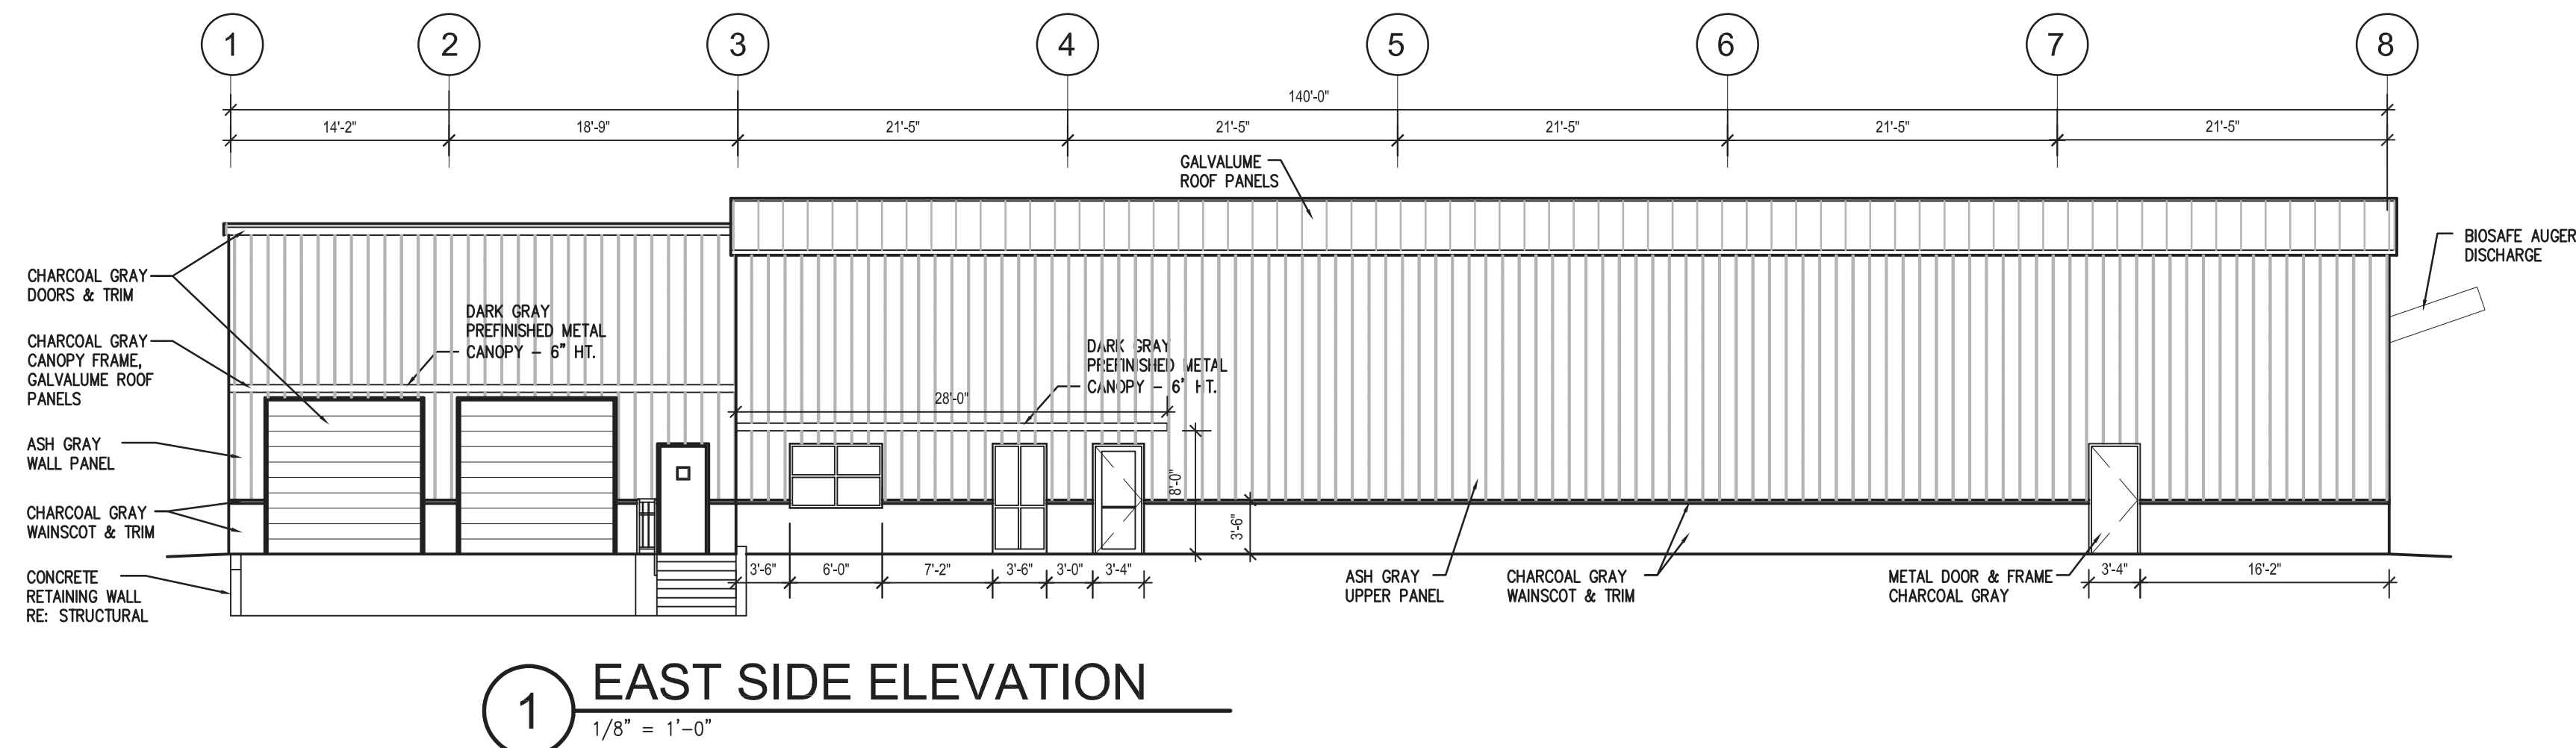 1 2 3 4 5 6 7 8
140'-0"
14'-2" 18'-9" 21'-5" 21'-5" 21'-5" 21'-5" 21'-5"
GALVALUME
ROOF PANELS
BIOSAFE AUGER
DISCHARGE
CHARCOAL GRAY
DOORS & TRIM
DARK GRAY
PREFINISHED METAL
CANOPY – 6" HT.
CHARCOAL GRAY
CANOPY FRAME,
GALVALUME ROOF
PANELS
DARK GRAY
PREFINISHED METAL
CANOPY – 6' HT.
28'-0"
ASH GRAY
WALL PANEL
8'-0"
3'-6"
CHARCOAL GRAY
WAINSCOT & TRIM
CONCRETE
RETAINING WALL
RE: STRUCTURAL
3'-6" 6'-0" 7'-2" 3'-6" 3'-0" 3'-4"
ASH GRAY
UPPER PANEL
CHARCOAL GRAY
WAINSCOT & TRIM
METAL DOOR & FRAME
CHARCOAL GRAY
3'-4" 16'-2"
1 EAST SIDE ELEVATION
1/8" = 1'-0"